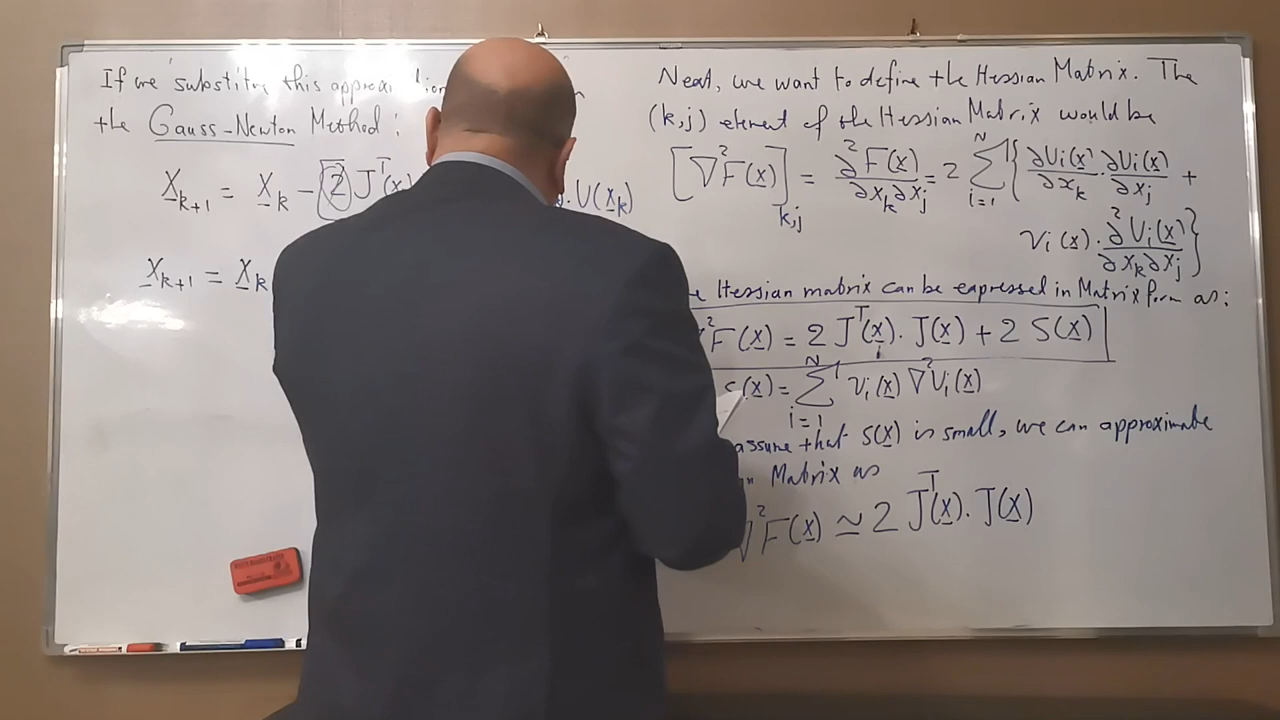 If we substitute this
the Gauss-Newton Method:
X_{k+1} = X_k - 2 J^T(x) . U(x_k)
X_{k+1} = X_k
Next, we want to define the Hessian Matrix. The
(k,j) element of the Hessian Matrix would be
[∇²F(x)]_{k,j} = ∂²F(x)/∂x_k∂x_j = 2 Σ_{i=1}^{N} { ∂v_i(x)/∂x_k . ∂v_i(x)/∂x_j +
v_i(x) . ∂²v_i(x)/∂x_k∂x_j }
Hessian matrix can be expressed in Matrix form as:
²F(x) = 2 J^T(x) . J(x) + 2 S(x)
S(x) = Σ_{i=1}^{N} v_i(x) ∇²v_i(x)
assume that S(x) is small, we can approximate
Matrix as
∇²F(x) ≃ 2 J^T(x) . J(x)